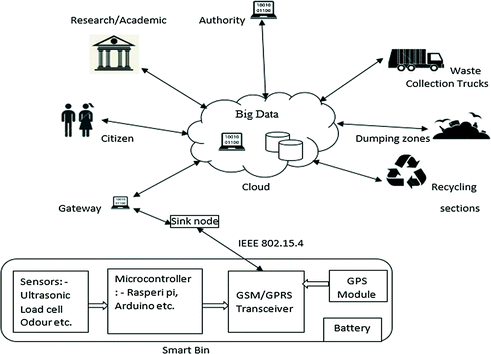 Research/Academic
Authority
10010
01100
Waste
Collection Trucks
Big Data
Citizen
10010
01100
Dumping zones
Cloud
Gateway
10010
01100
Recycling
sections
Sink node
IEEE 802.15.4
Sensors: -
Ultrasonic
Load cell
Odour etc.
Microcontroller
: - Rasperi pi,
Arduino etc.
GSM/GPRS
Transceiver
GPS
Module
Battery
Smart Bin